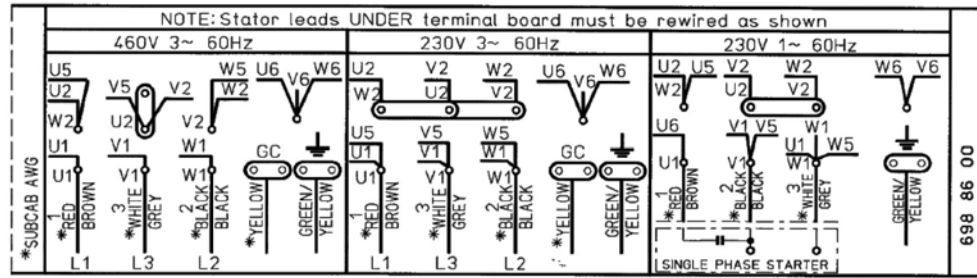 NOTE: Stator leads UNDER terminal board must be rewired as shown
460V 3~ 60Hz
230V 3~ 60Hz
230V 1~ 60Hz
U5 W5 U6 W6
U2 V5 V2 W2 V6
W2 U2 V2
U1 V1 W1 GC
U1 V1 W1
1 *RED BROWN
3 *WHITE GREY
2 *BLACK BLACK
*YELLOW
GREEN/YELLOW
L1 L3 L2
U2 V2 W2 U6 W6
W2 U2 V2 V6
U5 V5 W5 GC
U1 V1 W1
U1
1 *RED BROWN
3 *WHITE GREY
2 *BLACK BLACK
*YELLOW
GREEN/YELLOW
L1 L3 L2
U2 U5 V2 W2 W6 V6
W2 U2 V2
U6 V1 V5 W1
U1 W5
U1 V1 W1
1 *RED BROWN
2 *BLACK BLACK
3 *WHITE GREY
GREEN/YELLOW
SINGLE PHASE STARTER
*SUBCAB AWG
698 86 00